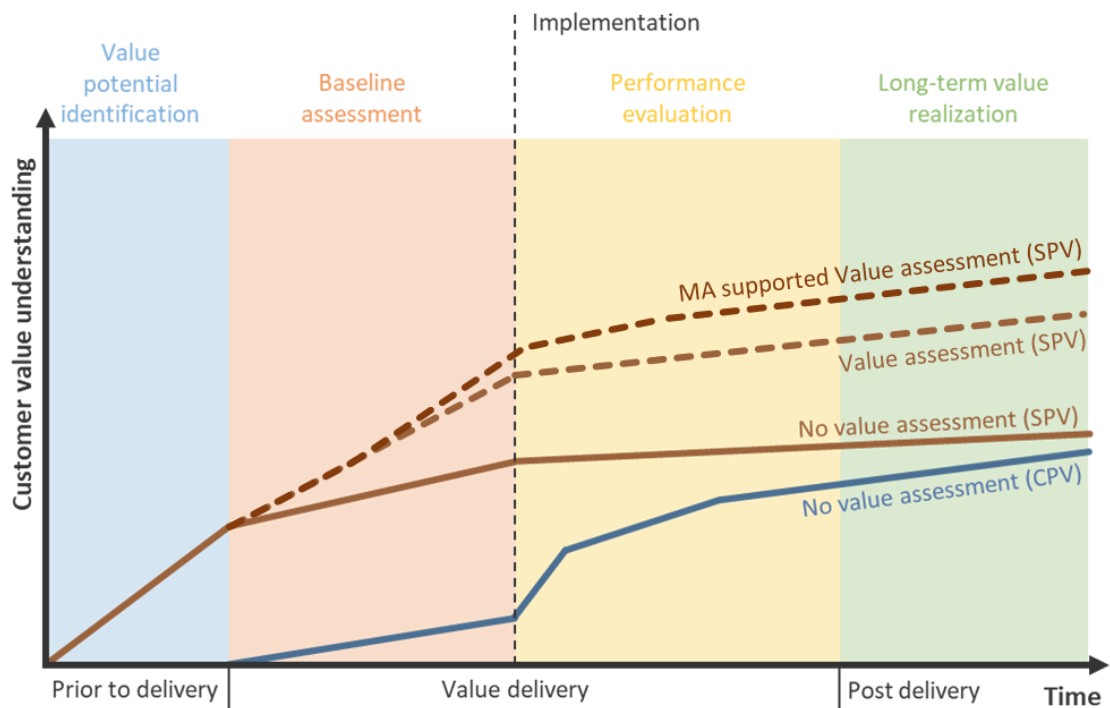 Implementation
Value
potential
identification
Baseline
assessment
Performance
evaluation
Long-term value
realization
Customer value understanding
MA supported Value assessment (SPV)
Value assessment (SPV)
No value assessment (SPV)
No value assessment (CPV)
Prior to delivery
Value delivery
Post delivery
Time